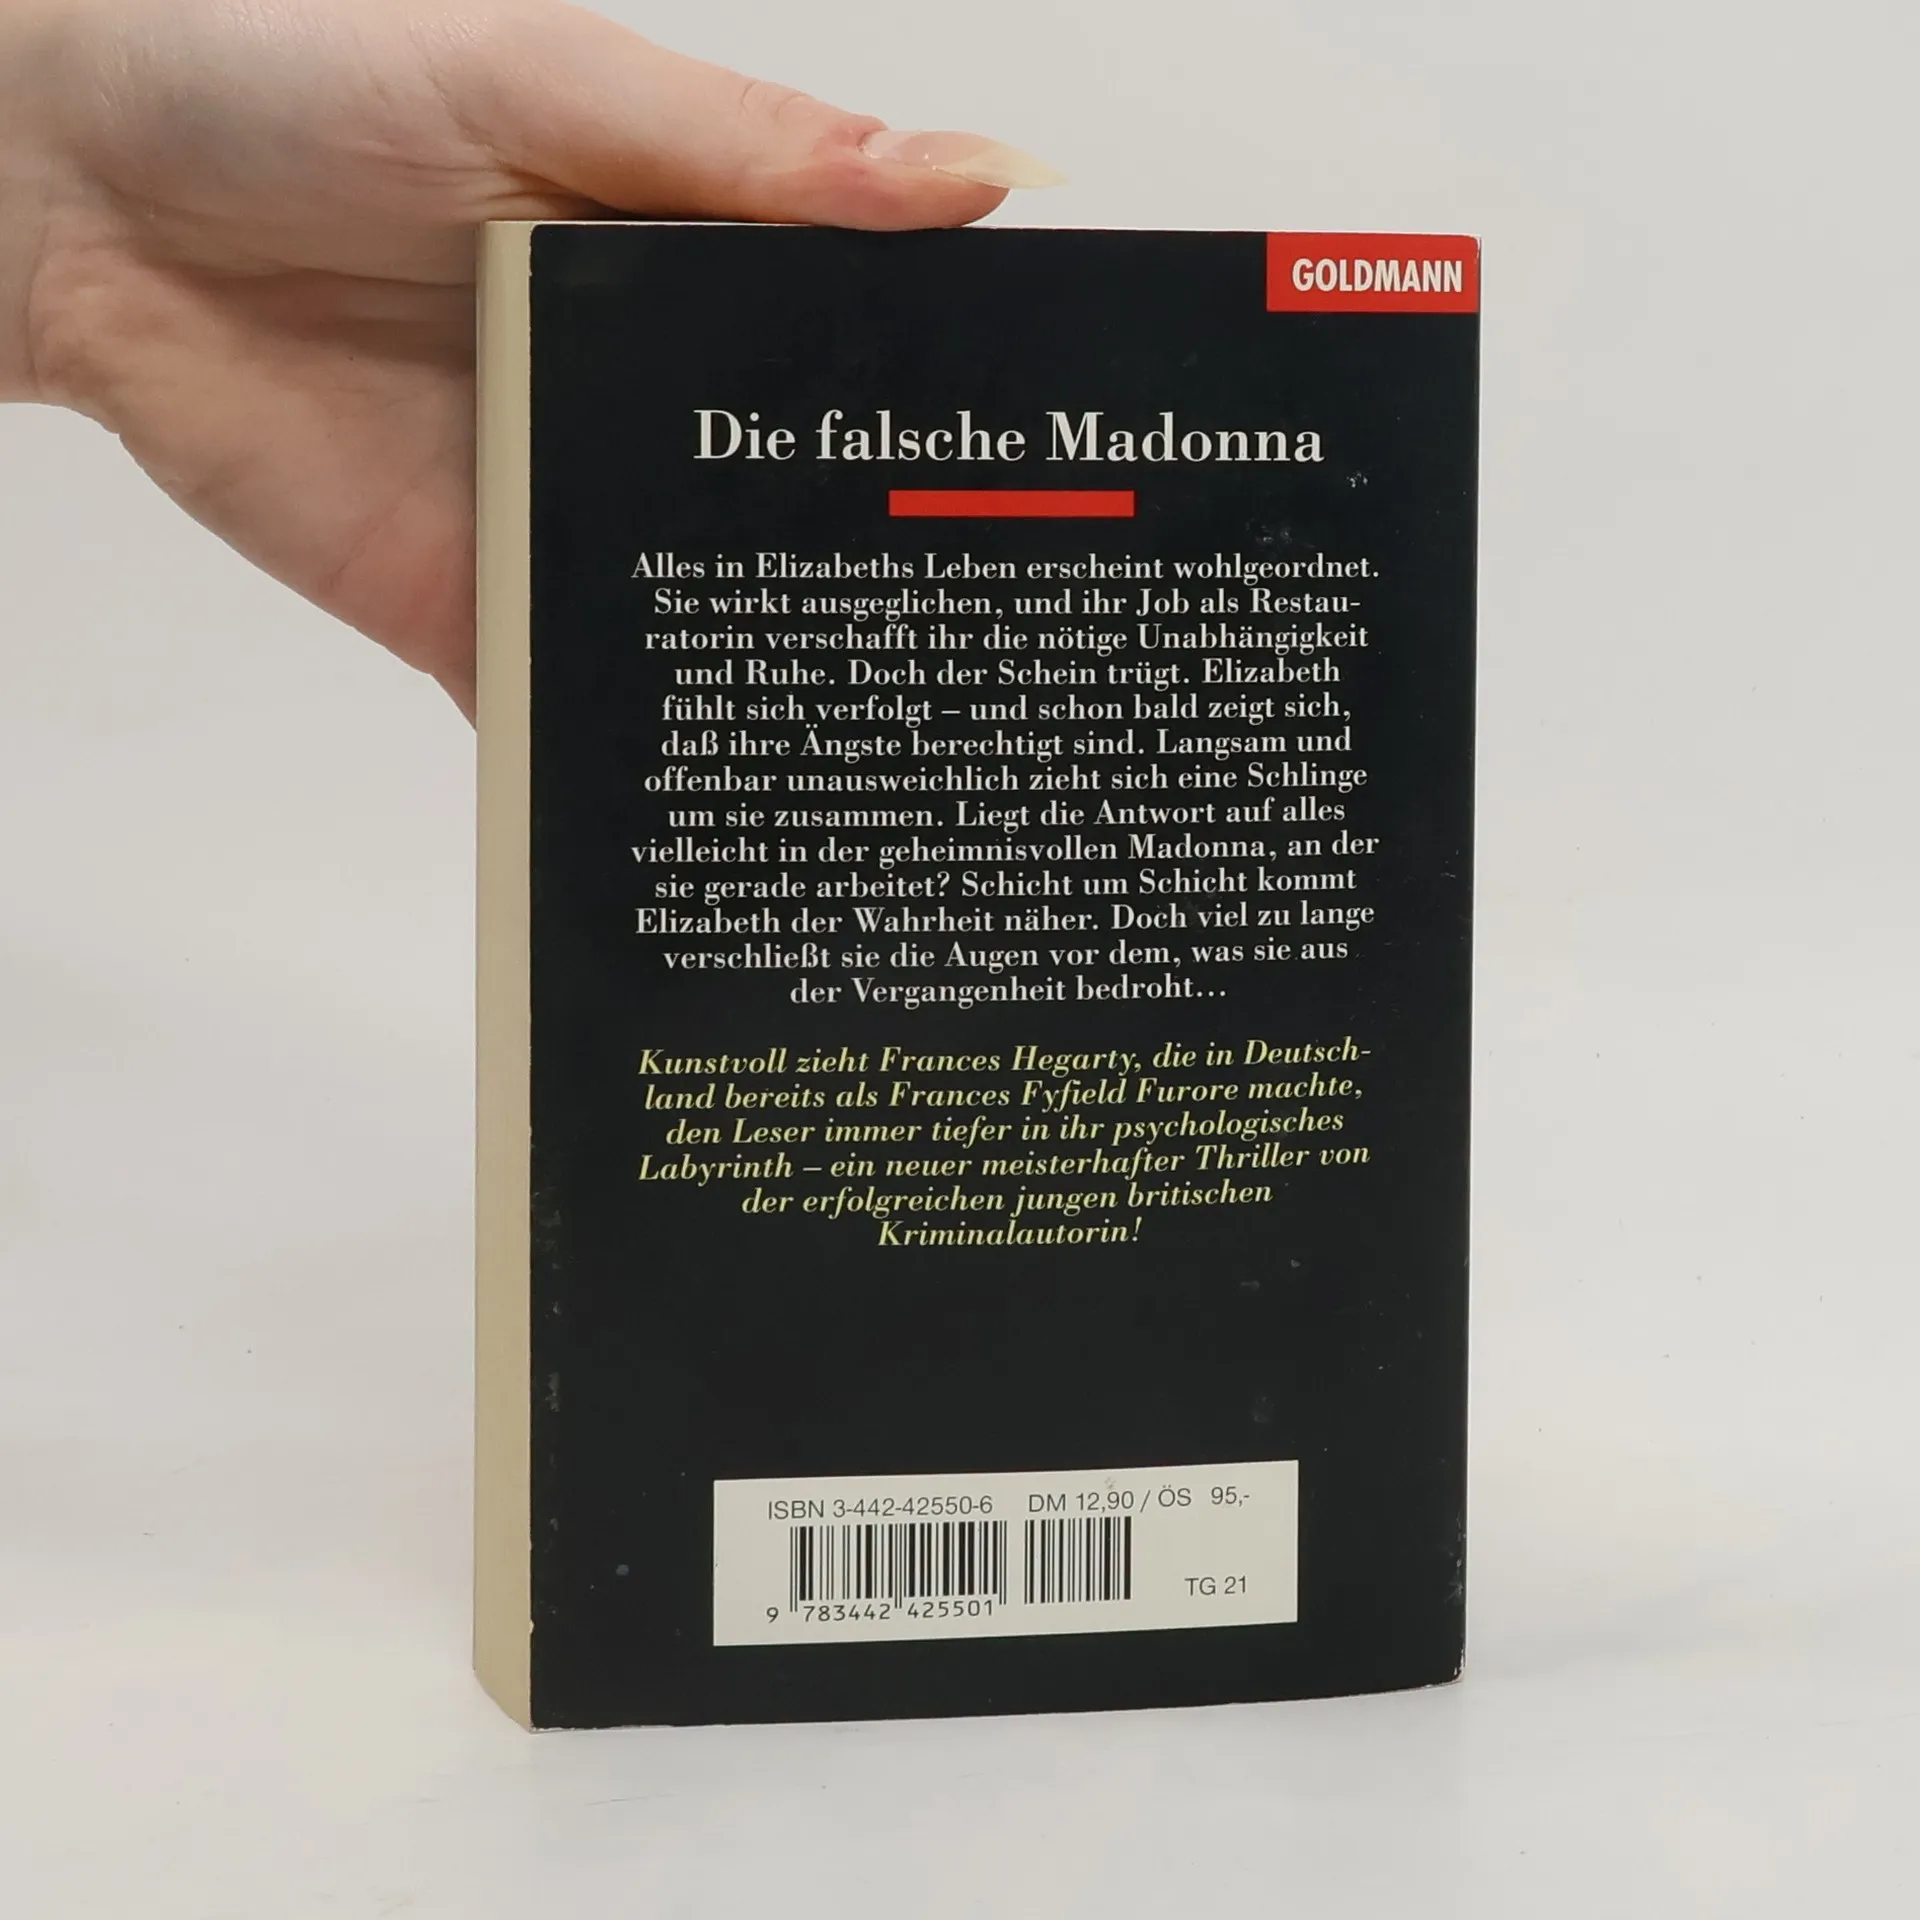 GOLDMANN
Die falsche Madonna
Alles in Elizabeths Leben erscheint wohlgeordnet.
Sie wirkt ausgeglichen, und ihr Job als Restau-
ratorin verschafft ihr die nötige Unabhängigkeit
und Ruhe. Doch der Schein trügt. Elizabeth
fühlt sich verfolgt – und schon bald zeigt sich,
daß ihre Ängste berechtigt sind. Langsam und
offenbar unausweichlich zieht sich eine Schlinge
um sie zusammen. Liegt die Antwort auf alles
vielleicht in der geheimnisvollen Madonna, an der
sie gerade arbeitet? Schicht um Schicht kommt
Elizabeth der Wahrheit näher. Doch viel zu lange
verschließt sie die Augen vor dem, was sie aus
der Vergangenheit bedroht...
Kunstvoll zieht Frances Hegarty, die in Deutsch-
land bereits als Frances Fyfield Furore machte,
den Leser immer tiefer in ihr psychologisches
Labyrinth – ein neuer meisterhafter Thriller von
der erfolgreichen jungen britischen
Kriminalautorin!
ISBN 3-442-42550-6 DM 12,90 / ÖS 95,-
TG 21
9 783442 425501